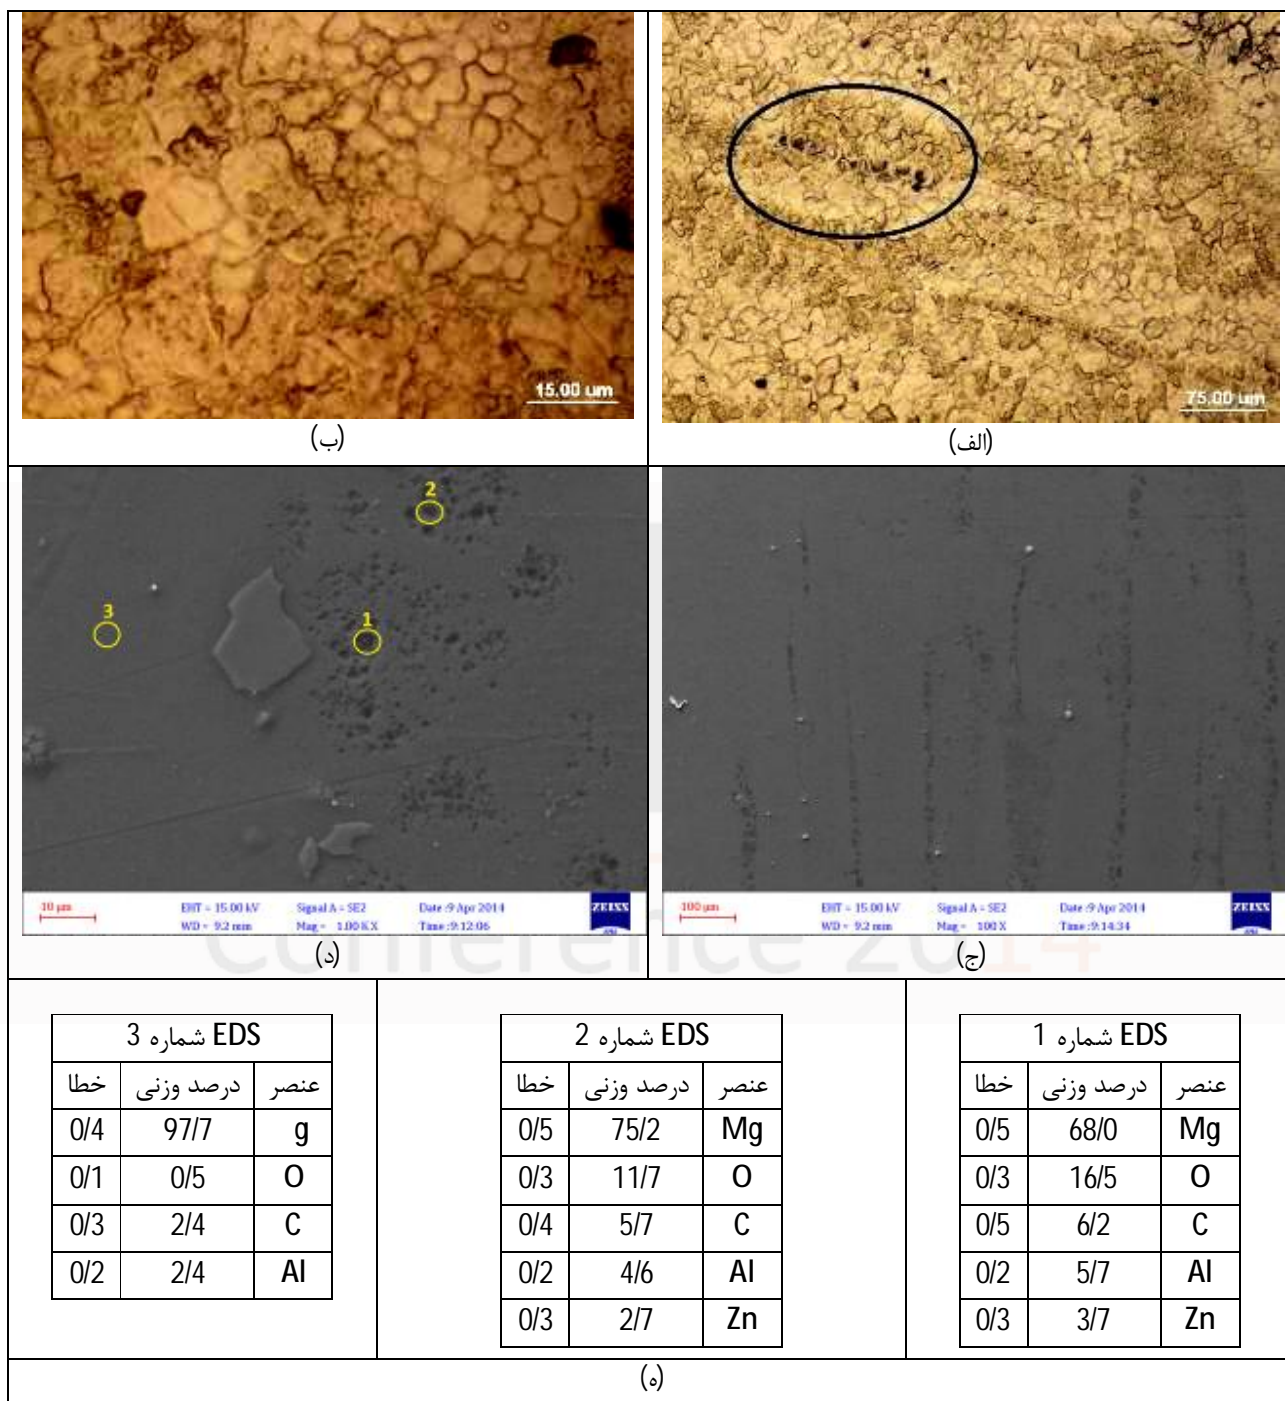 75.00 um
(الف)
15.00 um
(ب)
100 µm
EHT = 15.00 kV Signal A = SE2 Date :9 Apr 2014 ZEISS
WD = 9.2 mm Mag = 100 X Time :9:14:34
(ج)
2
1
3
10 µm
EHT = 15.00 kV Signal A = SE2 Date :9 Apr 2014 ZEISS
WD = 9.2 mm Mag = 1.00 K X Time :9:12:06
(د)
Conference 2014
EDS شماره 1
عنصر درصد وزنی خطا
Mg 68/0 0/5
O 16/5 0/3
C 6/2 0/5
Al 5/7 0/2
Zn 3/7 0/3
EDS شماره 2
عنصر درصد وزنی خطا
Mg 75/2 0/5
O 11/7 0/3
C 5/7 0/4
Al 4/6 0/2
Zn 2/7 0/3
EDS شماره 3
عنصر درصد وزنی خطا
g 97/7 0/4
O 0/5 0/1
C 2/4 0/3
Al 2/4 0/2
(ه)